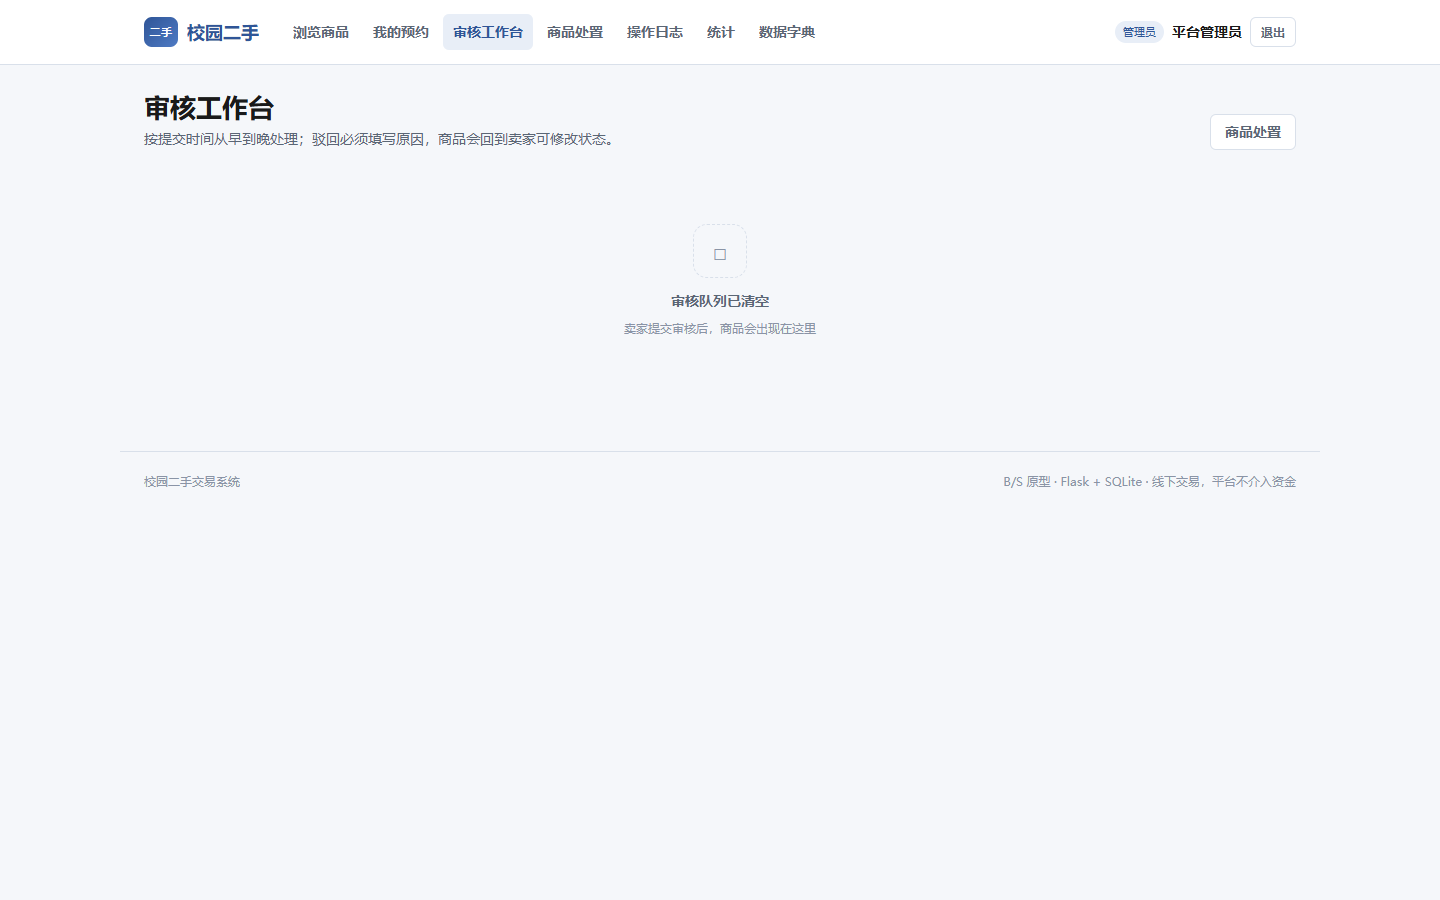 二手 校园二手 浏览商品 我的预约 审核工作台 商品处置 操作日志 统计 数据字典 管理员 平台管理员 退出
审核工作台
按提交时间从早到晚处理；驳回必须填写原因，商品会回到卖家可修改状态。
商品处置
审核队列已清空
卖家提交审核后，商品会出现在这里
校园二手交易系统 B/S 原型 · Flask + SQLite · 线下交易，平台不介入资金